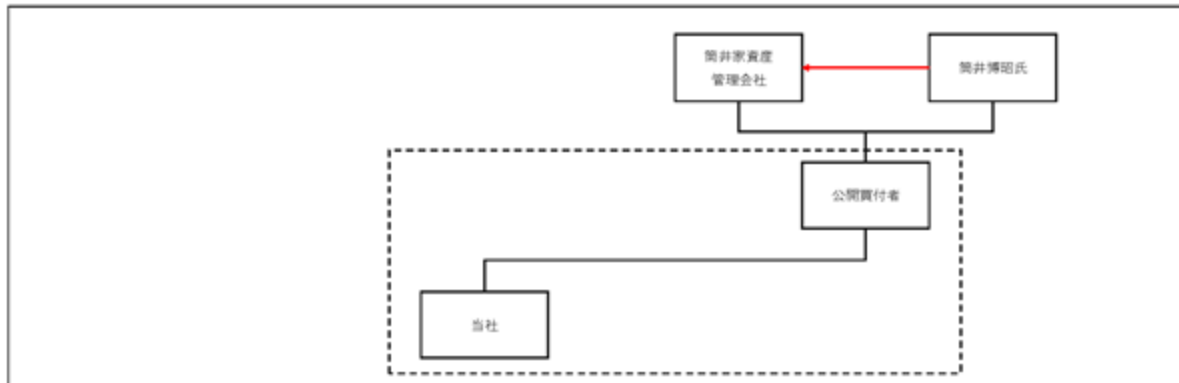 筒井家資産
管理会社
筒井博昭氏
公開買付者
当社